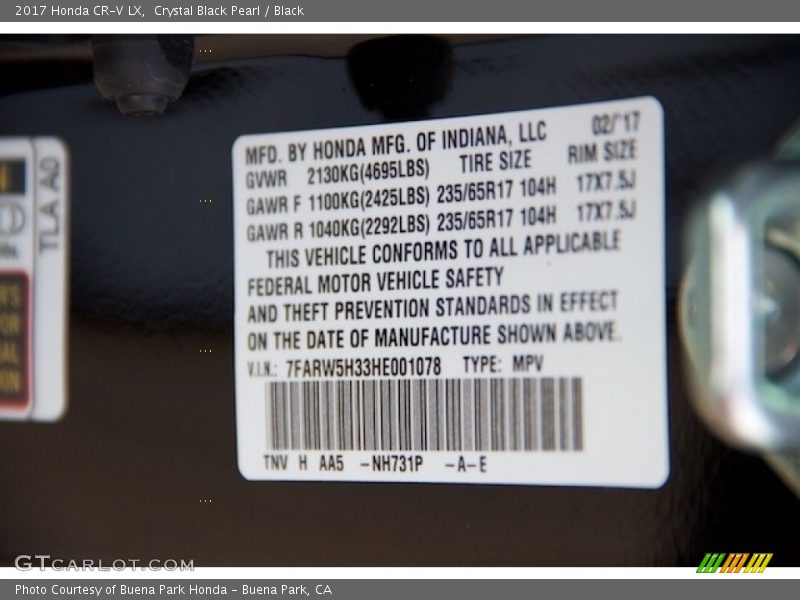 2017 Honda CR-V LX, Crystal Black Pearl / Black
MFD. BY HONDA MFG. OF INDIANA, LLC 02/'17
GVWR 2130KG(4695LBS) TIRE SIZE RIM SIZE
GAWR F 1100KG(2425LBS) 235/65R17 104H 17X7.5J
GAWR R 1040KG(2292LBS) 235/65R17 104H 17X7.5J
THIS VEHICLE CONFORMS TO ALL APPLICABLE
FEDERAL MOTOR VEHICLE SAFETY
AND THEFT PREVENTION STANDARDS IN EFFECT
ON THE DATE OF MANUFACTURE SHOWN ABOVE.
V.I.N.: 7FARW5H33HE001078 TYPE: MPV
TNV H AA5 -NH731P -A-E
TLA A0
GTCARLOT.COM
Photo Courtesy of Buena Park Honda - Buena Park, CA